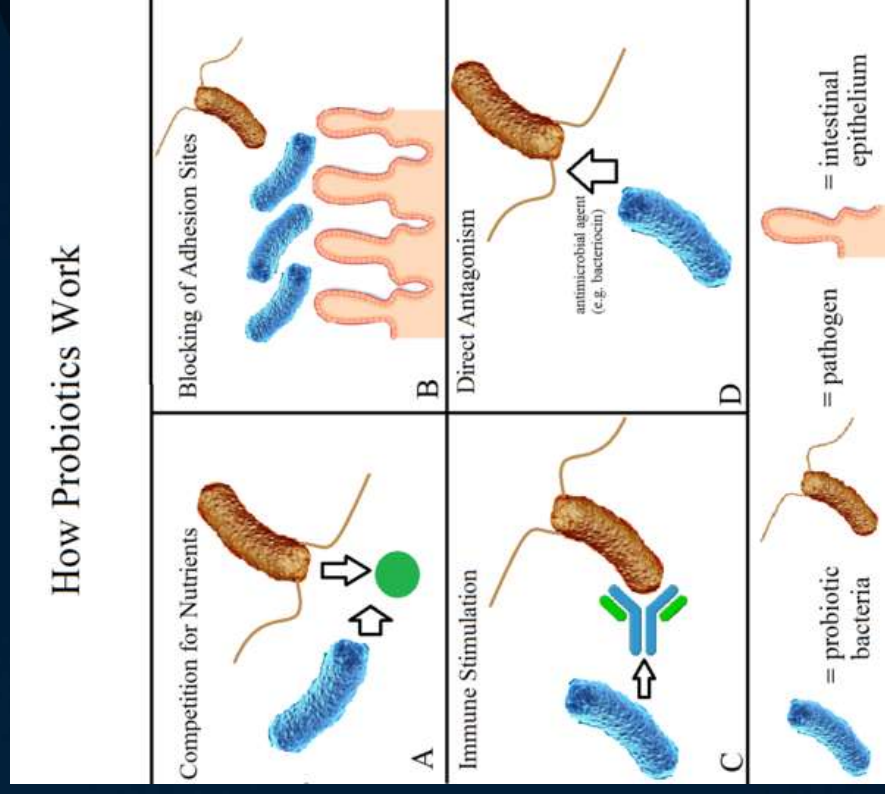 How Probiotics Work
Competition for Nutrients
A
Blocking of Adhesion Sites
B
Immune Stimulation
C
Direct Antagonism
antimicrobial agent
(e.g. bacteriocin)
D
= probiotic
bacteria
= pathogen
= intestinal
epithelium